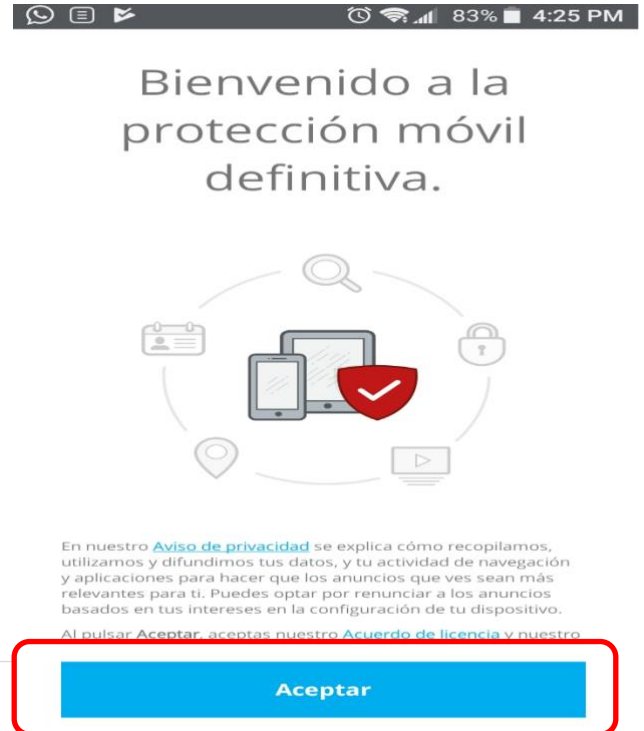 83% 4:25 PM
Bienvenido a la
protección móvil
definitiva.
En nuestro Aviso de privacidad se explica cómo recopilamos,
utilizamos y difundimos tus datos, y tu actividad de navegación
y aplicaciones para hacer que los anuncios que ves sean más
relevantes para ti. Puedes optar por renunciar a los anuncios
basados en tus intereses en la configuración de tu dispositivo.
Al pulsar Aceptar, aceptas nuestro Acuerdo de licencia y nuestro
Aceptar